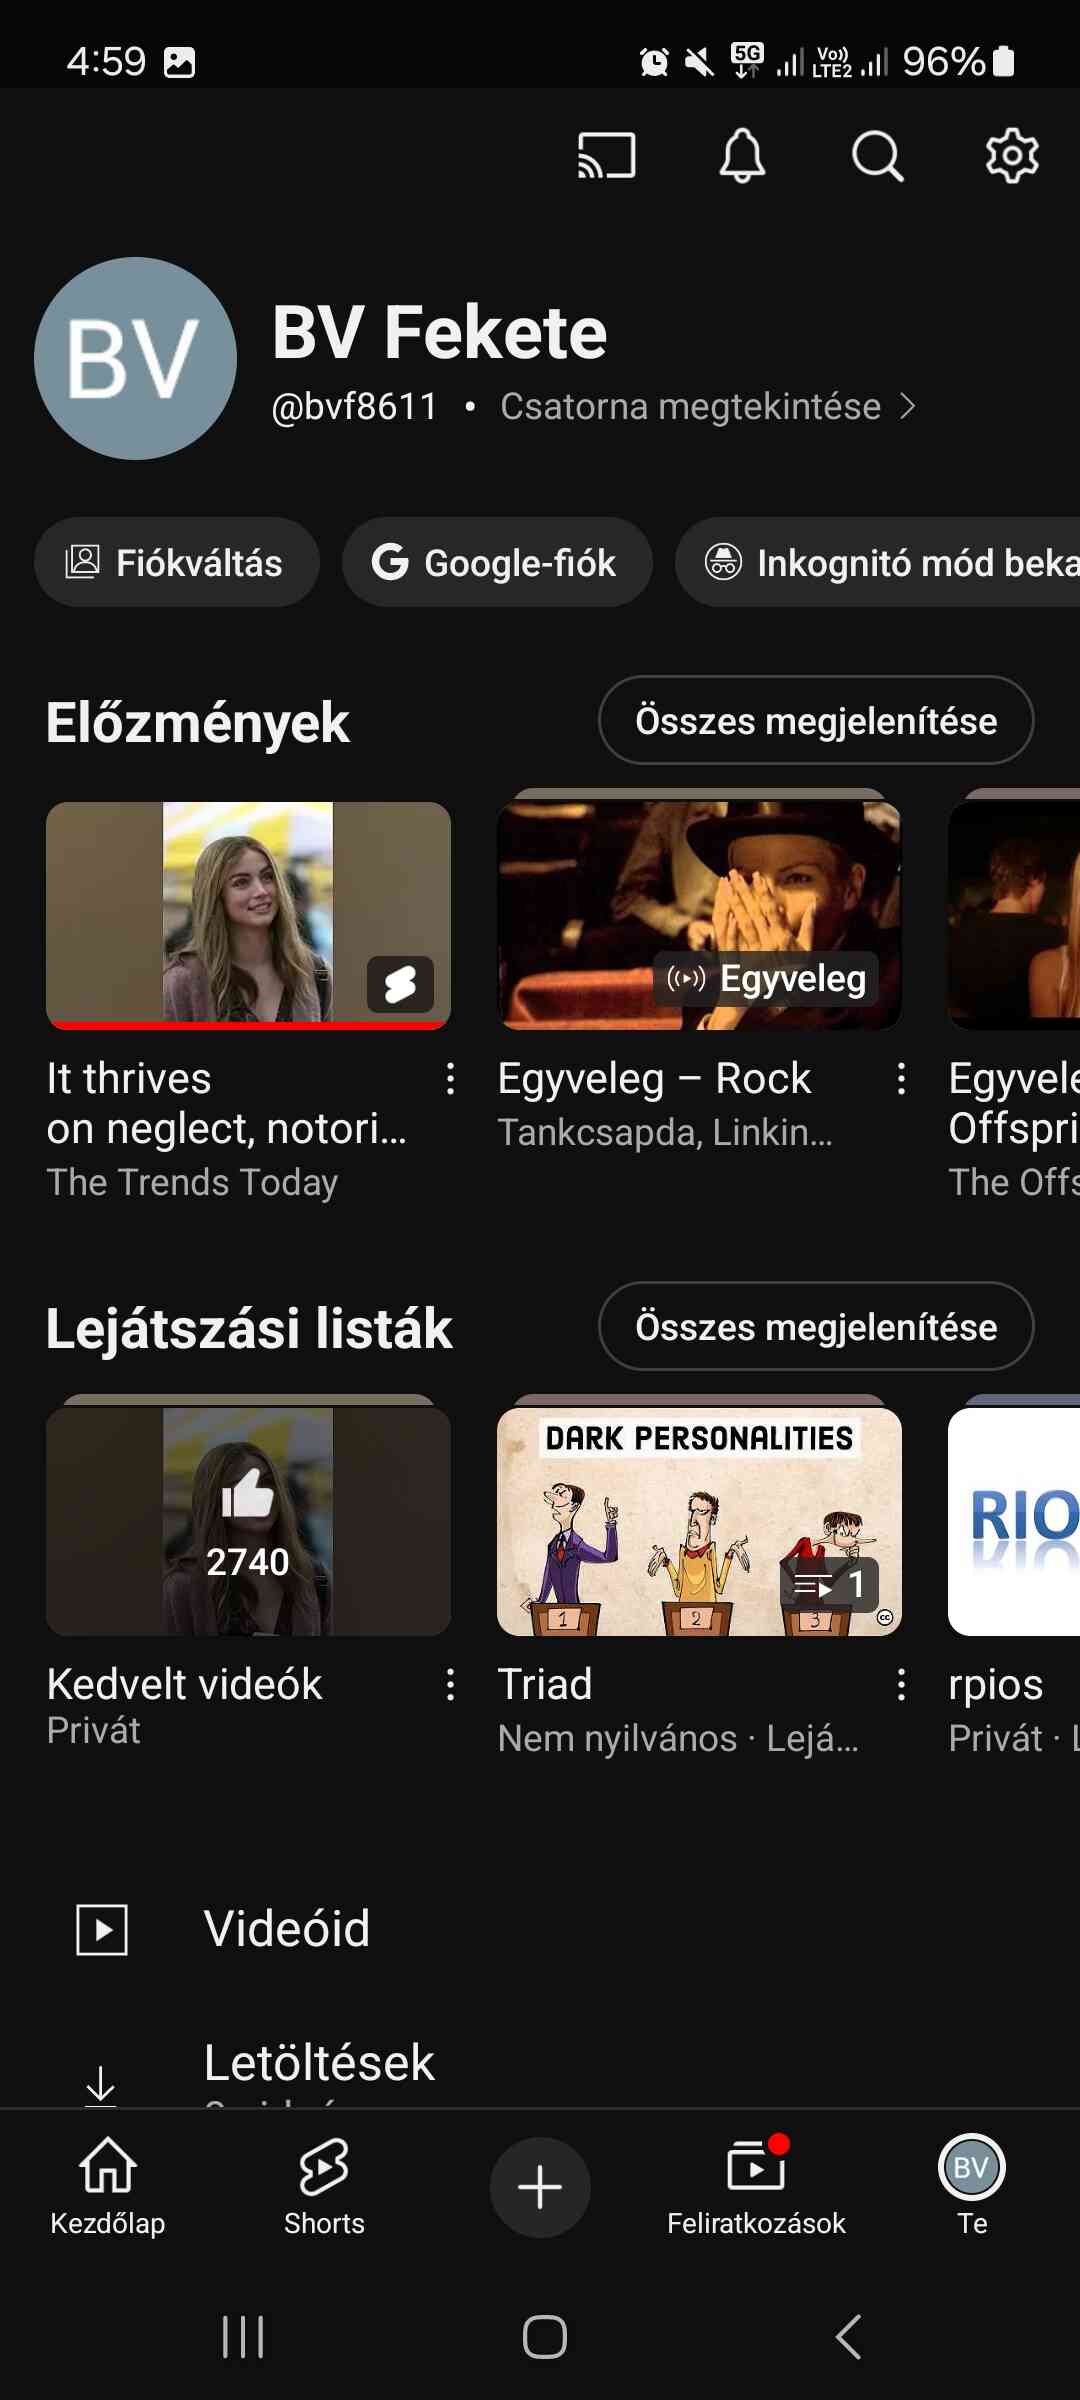 4:59
5G
Vo))
LTE2
96%
BV
BV Fekete
@bvf8611 • Csatorna megtekintése
Fiókváltás
Google-fiók
Inkognitó mód beka
Előzmények
Összes megjelenítése
Egyveleg
It thrives
on neglect, notori...
The Trends Today
Egyveleg – Rock
Tankcsapda, Linkin...
Egyvele
Offspri
The Offs
Lejátszási listák
Összes megjelenítése
2740
DARK PERSONALITIES
1
2
3
1
cc
RIO
Kedvelt videók
Privát
Triad
Nem nyilvános · Lejá...
rpios
Privát · L
Videóid
Letöltések
Kezdőlap
Shorts
Feliratkozások
BV
Te